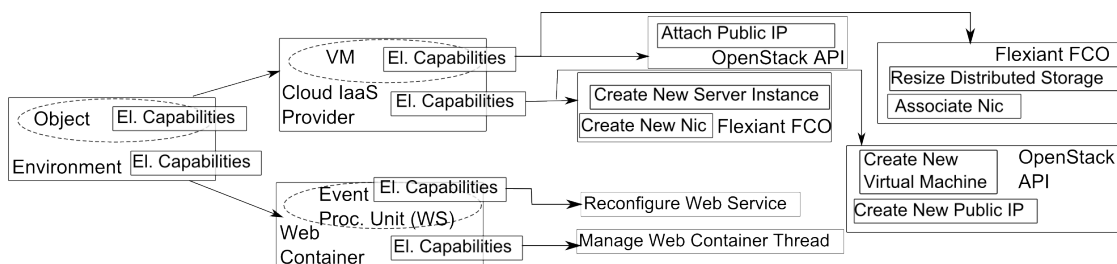 Object
El. Capabilities
Environment
El. Capabilities
VM
El. Capabilities
Cloud IaaS
Provider
El. Capabilities
Event
Proc. Unit (WS)
El. Capabilities
Web
Container
El. Capabilities
Attach Public IP
OpenStack API
Create New Server Instance
Create New Nic
Flexiant FCO
Reconfigure Web Service
Manage Web Container Thread
Flexiant FCO
Resize Distributed Storage
Associate Nic
Create New
Virtual Machine
OpenStack
API
Create New Public IP